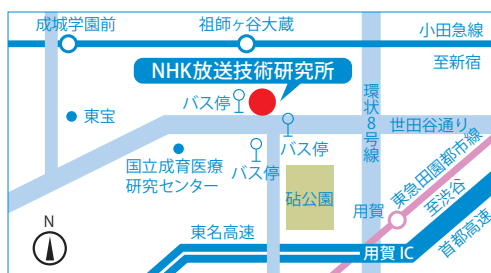 成城学園前
祖師ヶ谷大蔵
小田急線
至新宿
NHK放送技術研究所
バス停
東宝
環状8号線
世田谷通り
バス停
バス停
国立成育医療
研究センター
砧公園
東急田園都市線
至渋谷
用賀
首都高速
N
東名高速
用賀 IC